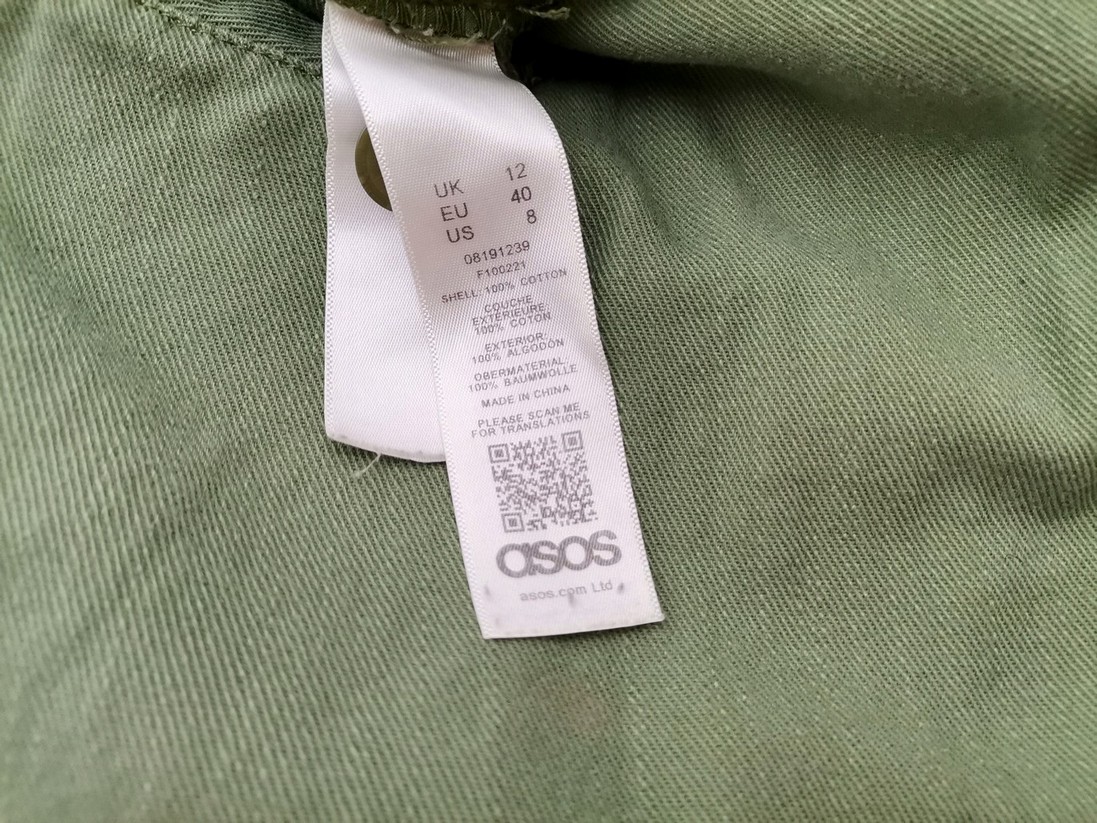 UK 12
EU 40
US 8
08191239
F100221
SHELL: 100% COTTON
COUCHE
EXTÉRIEURE:
100% COTON
EXTERIOR:
100% ALGODÓN
OBERMATERIAL:
100% BAUMWOLLE
MADE IN CHINA
PLEASE SCAN ME
FOR TRANSLATIONS
asos
asos.com Ltd